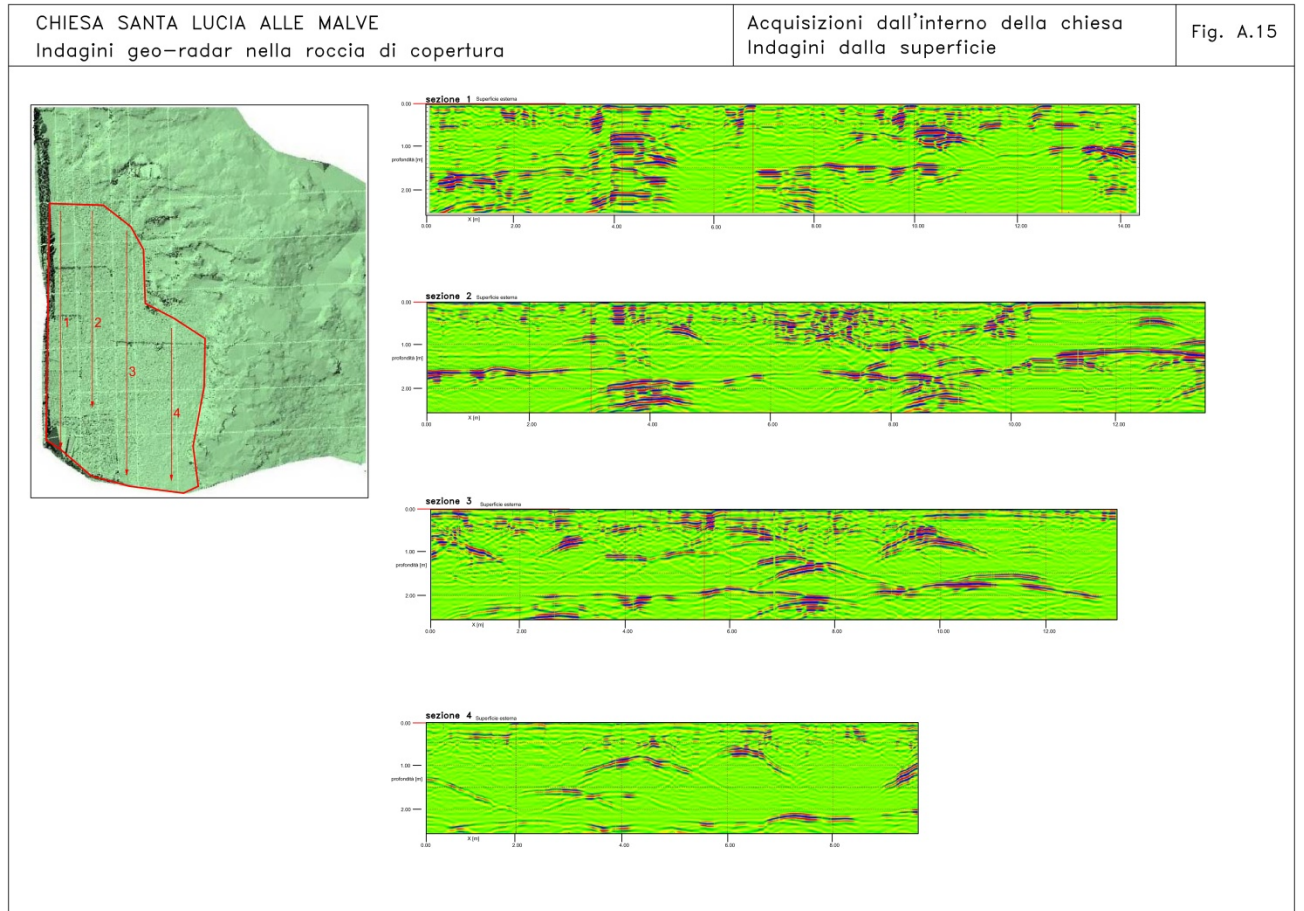 CHIESA SANTA LUCIA ALLE MALVE
Indagini geo-radar nella roccia di copertura
Acquisizioni dall'interno della chiesa
Indagini dalla superficie
Fig. A.15
1
2
3
4
sezione 1 Superficie esterna
0.00
1.00
profondità [m]
2.00
X [m]
0.00 2.00 4.00 6.00 8.00 10.00 12.00 14.00
sezione 2 Superficie esterna
0.00
1.00
profondità [m]
2.00
X [m]
0.00 2.00 4.00 6.00 8.00 10.00 12.00
sezione 3 Superficie esterna
0.00
1.00
profondità [m]
2.00
X [m]
0.00 2.00 4.00 6.00 8.00 10.00 12.00
sezione 4 Superficie esterna
0.00
1.00
profondità [m]
2.00
X [m]
0.00 2.00 4.00 6.00 8.00